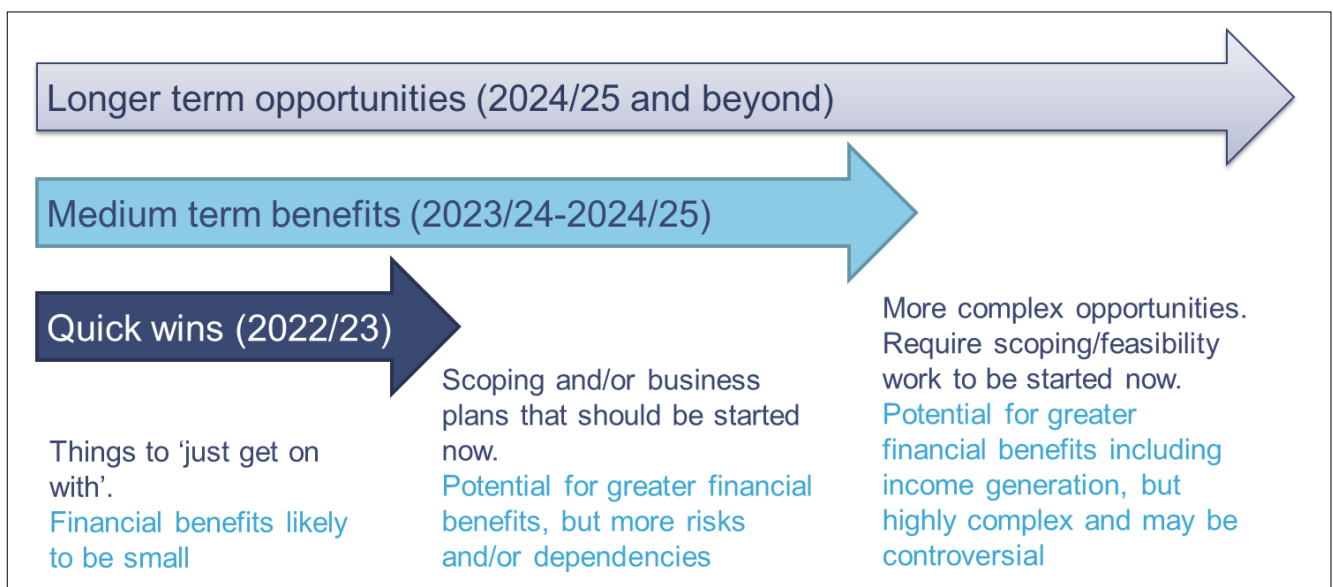 Longer term opportunities (2024/25 and beyond)
Medium term benefits (2023/24-2024/25)
Quick wins (2022/23)
Things to ‘just get on
with’.
Financial benefits likely
to be small
Scoping and/or business
plans that should be started
now.
Potential for greater financial
benefits, but more risks
and/or dependencies
More complex opportunities.
Require scoping/feasibility
work to be started now.
Potential for greater
financial benefits including
income generation, but
highly complex and may be
controversial